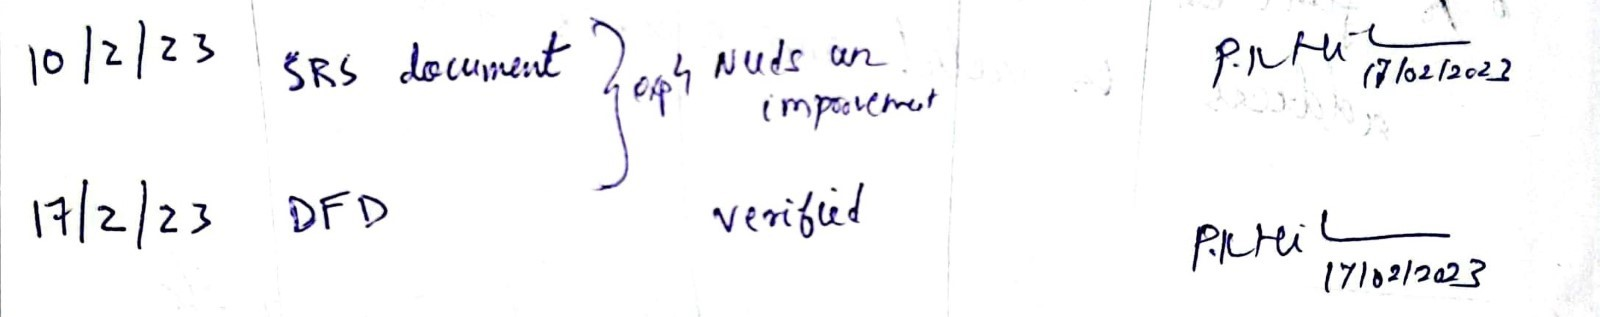 10/2/23 SRS document Needs an
improvement 17/02/2023
17/2/23 DFD verified
17/02/2023